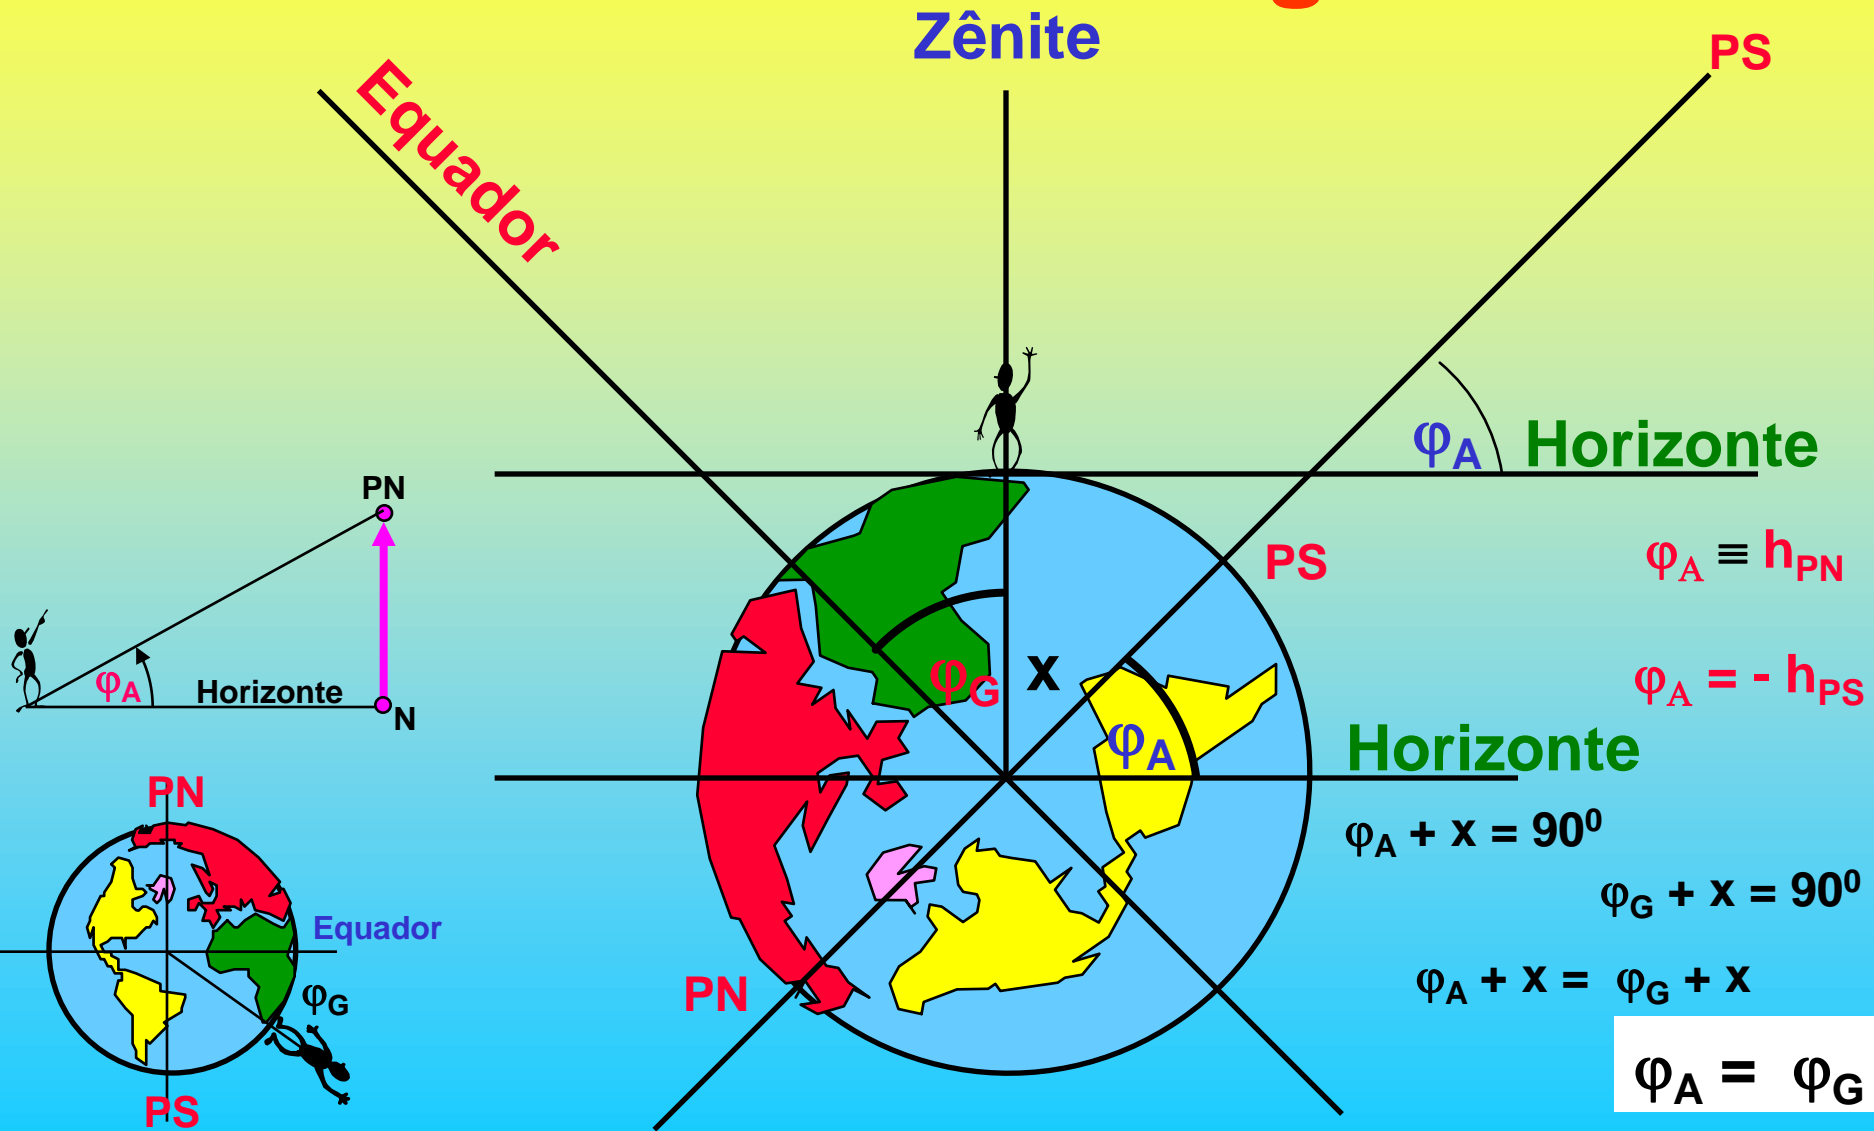 Zênite
PS
Equador
φA Horizonte
PN
PS
φA ≡ hPN
φA = - hPS
φA Horizonte
N
φG x
φA
Horizonte
PN
φA + x = 90⁰
φG + x = 90⁰
Equador
φA + x = φG + x
PN
φG
φA = φG
PS